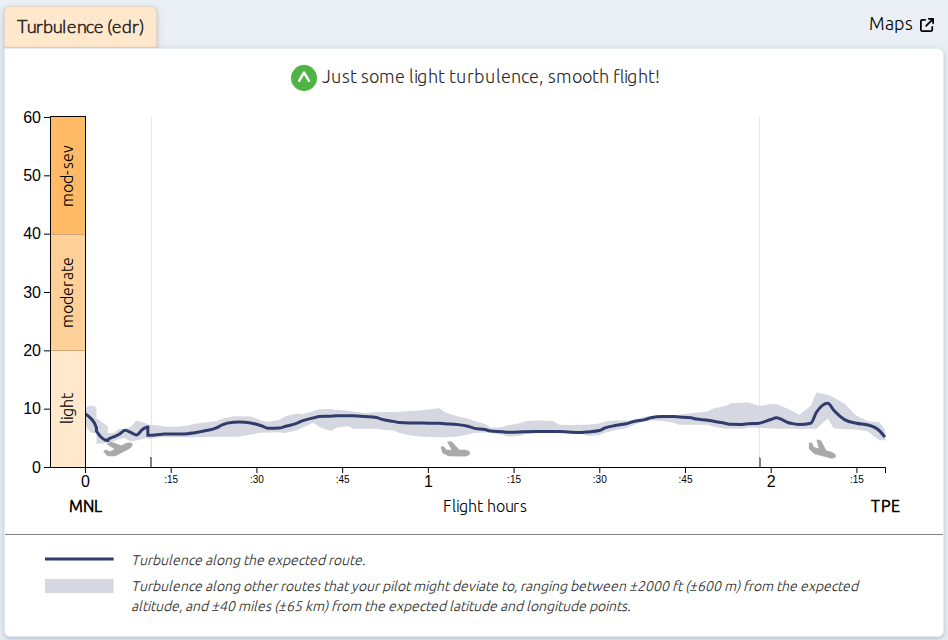 Turbulence (edr)
Maps
Just some light turbulence, smooth flight!
60
50
40
30
20
10
0
mod-sev
moderate
light
0 :15 :30 :45 1 :15 :30 :45 2 :15
MNL Flight hours TPE
Turbulence along the expected route.
Turbulence along other routes that your pilot might deviate to, ranging between ±2000 ft (±600 m) from the expected
altitude, and ±40 miles (±65 km) from the expected latitude and longitude points.